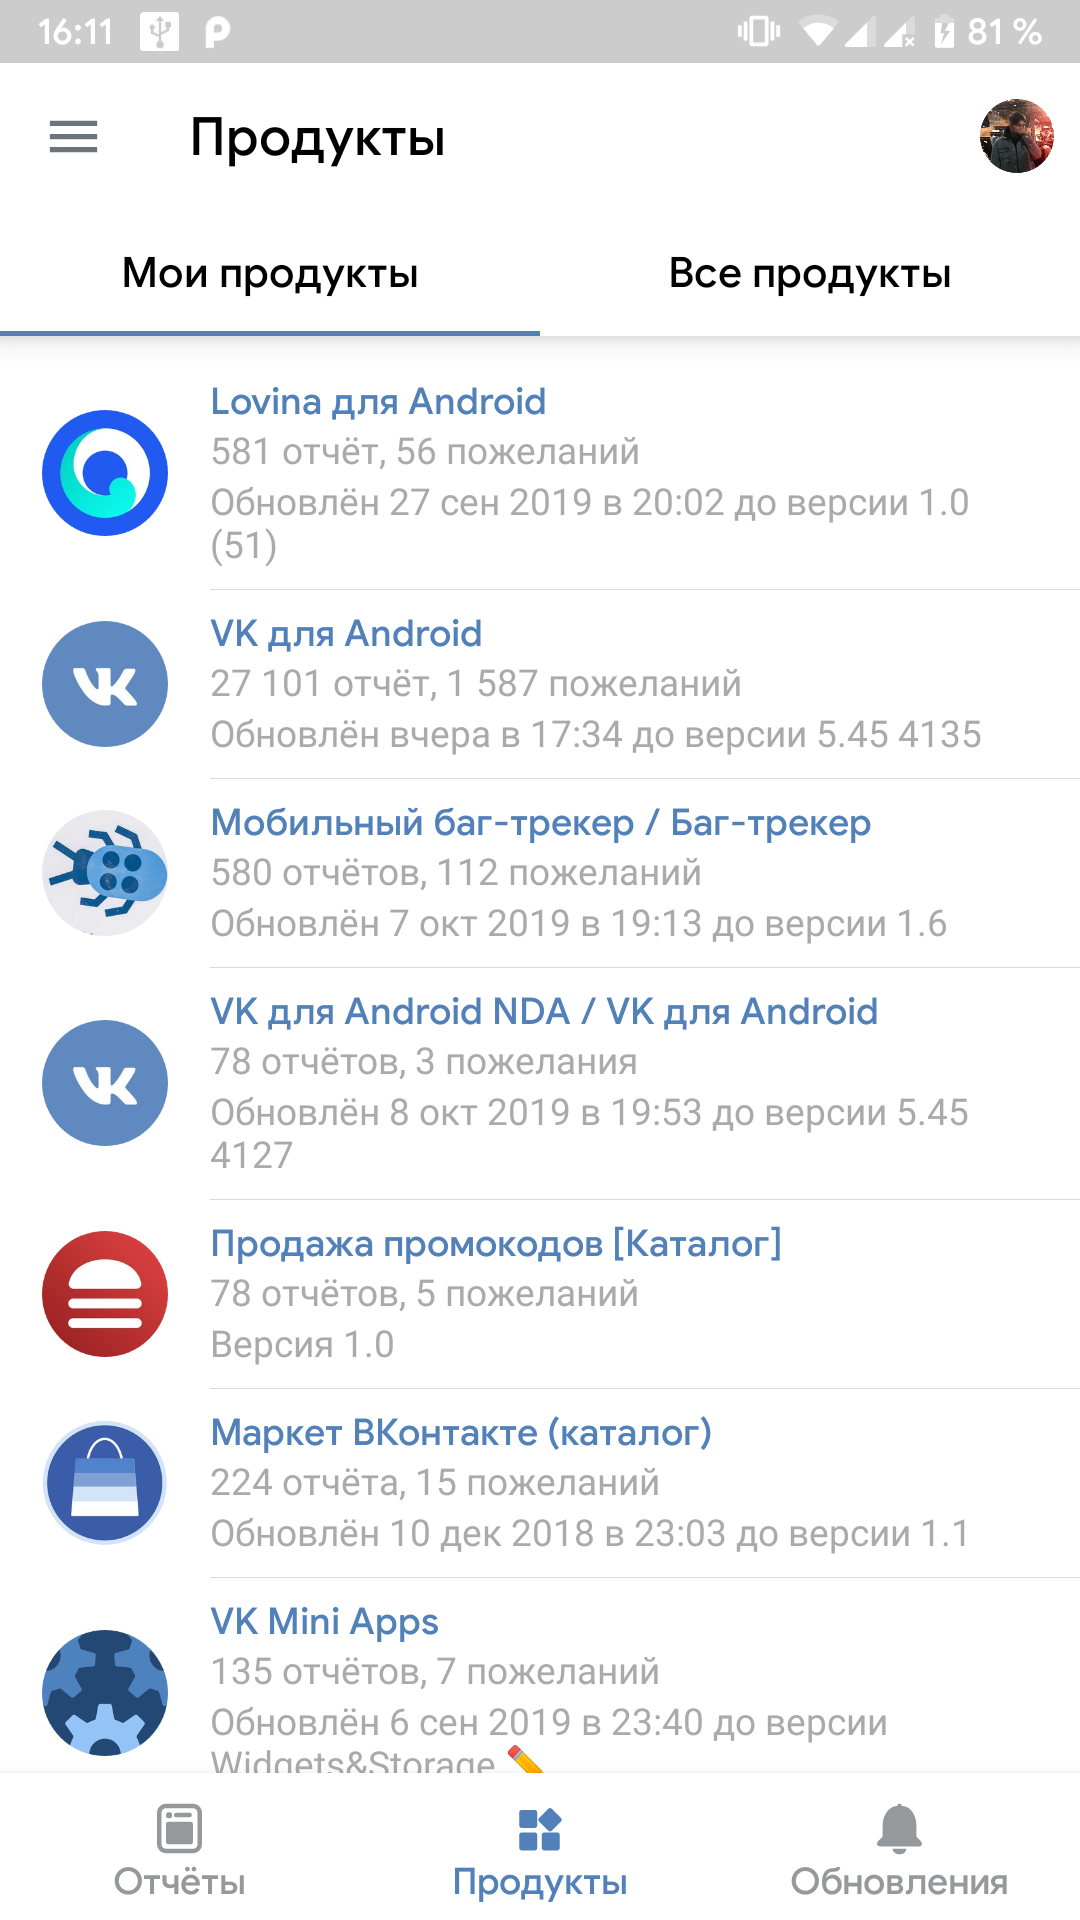 16:11
81 %
Продукты
Мои продукты
Все продукты
Lovina для Android
581 отчёт, 56 пожеланий
Обновлён 27 сен 2019 в 20:02 до версии 1.0
(51)
VK для Android
27 101 отчёт, 1 587 пожеланий
Обновлён вчера в 17:34 до версии 5.45 4135
Мобильный баг-трекер / Баг-трекер
580 отчётов, 112 пожеланий
Обновлён 7 окт 2019 в 19:13 до версии 1.6
VK для Android NDA / VK для Android
78 отчётов, 3 пожелания
Обновлён 8 окт 2019 в 19:53 до версии 5.45
4127
Продажа промокодов [Каталог]
78 отчётов, 5 пожеланий
Версия 1.0
Маркет ВКонтакте (каталог)
224 отчёта, 15 пожеланий
Обновлён 10 дек 2018 в 23:03 до версии 1.1
VK Mini Apps
135 отчётов, 7 пожеланий
Обновлён 6 сен 2019 в 23:40 до версии
Widgets&Storage ✏️
Отчёты
Продукты
Обновления